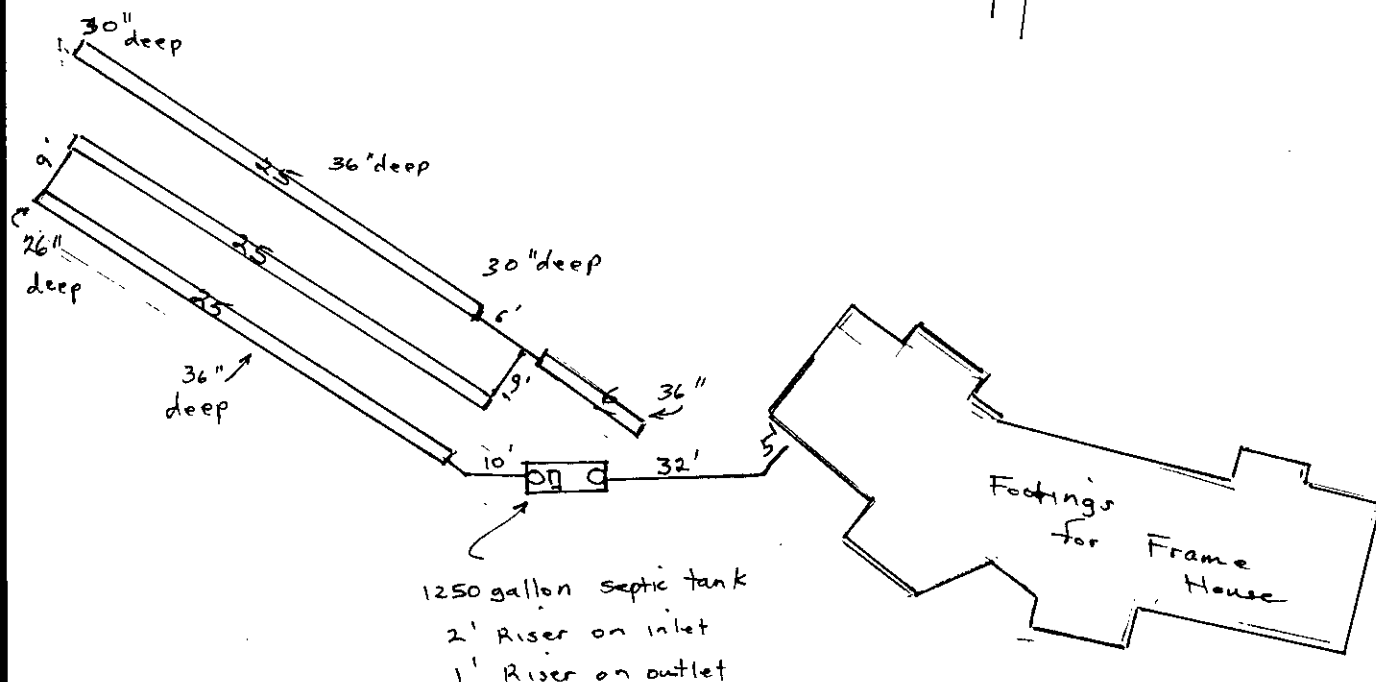 30" deep
25
36" deep
9'
25
26"
deep
30" deep
25
6'
36"
deep
9'
6
36"
10'
32'
5'
Footings
for Frame
House
1250 gallon septic tank
2' Riser on inlet
1' Riser on outlet